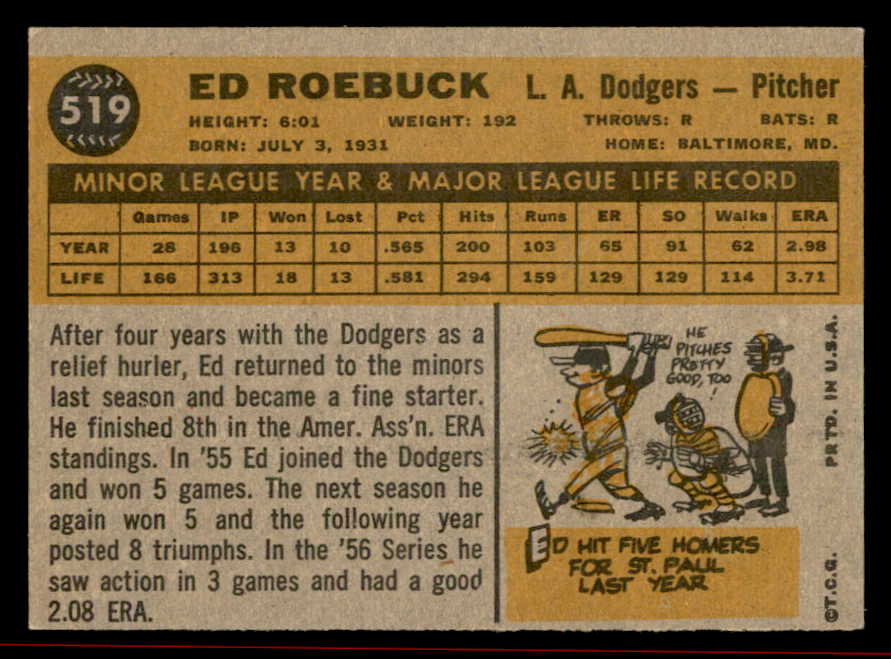 519
ED ROEBUCK L. A. Dodgers — Pitcher
HEIGHT: 6:01 WEIGHT: 192 THROWS: R BATS: R
BORN: JULY 3, 1931 HOME: BALTIMORE, MD.
MINOR LEAGUE YEAR & MAJOR LEAGUE LIFE RECORD
Games IP Won Lost Pct Hits Runs ER SO Walks ERA
YEAR 28 196 13 10 .565 200 103 65 91 62 2.98
LIFE 166 313 18 13 .581 294 159 129 129 114 3.71
After four years with the Dodgers as a
relief hurler, Ed returned to the minors
last season and became a fine starter.
He finished 8th in the Amer. Ass'n. ERA
standings. In '55 Ed joined the Dodgers
and won 5 games. The next season he
again won 5 and the following year
posted 8 triumphs. In the '56 Series he
saw action in 3 games and had a good
2.08 ERA.
HE
PITCHES
PRETTY
GOOD, TOO
!
ED HIT FIVE HOMERS
FOR ST. PAUL
LAST YEAR
©T.C.G. PRTD. IN U.S.A.